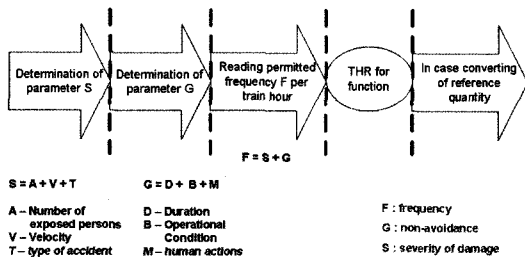 Determination of
parameter S
Determination of
parameter G
Reading permitted
frequency F per
train hour
THR for
function
In case converting
of reference
quantity
F = S + G
S = A + V + T
A – Number of
exposed persons
V – Velocity
T – type of accident
G = D + B + M
D – Duration
B – Operational
Condition
M – human actions
F : frequency
G : non-avoidance
S : severity of damage